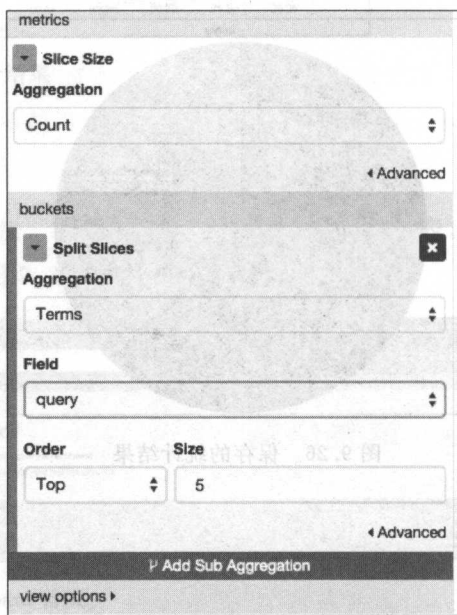 metrics
Slice Size
Aggregation
Count
Advanced
buckets
Split Slices
Aggregation
Terms
Field
query
Order Size
Top 5
Advanced
Add Sub Aggregation
view options